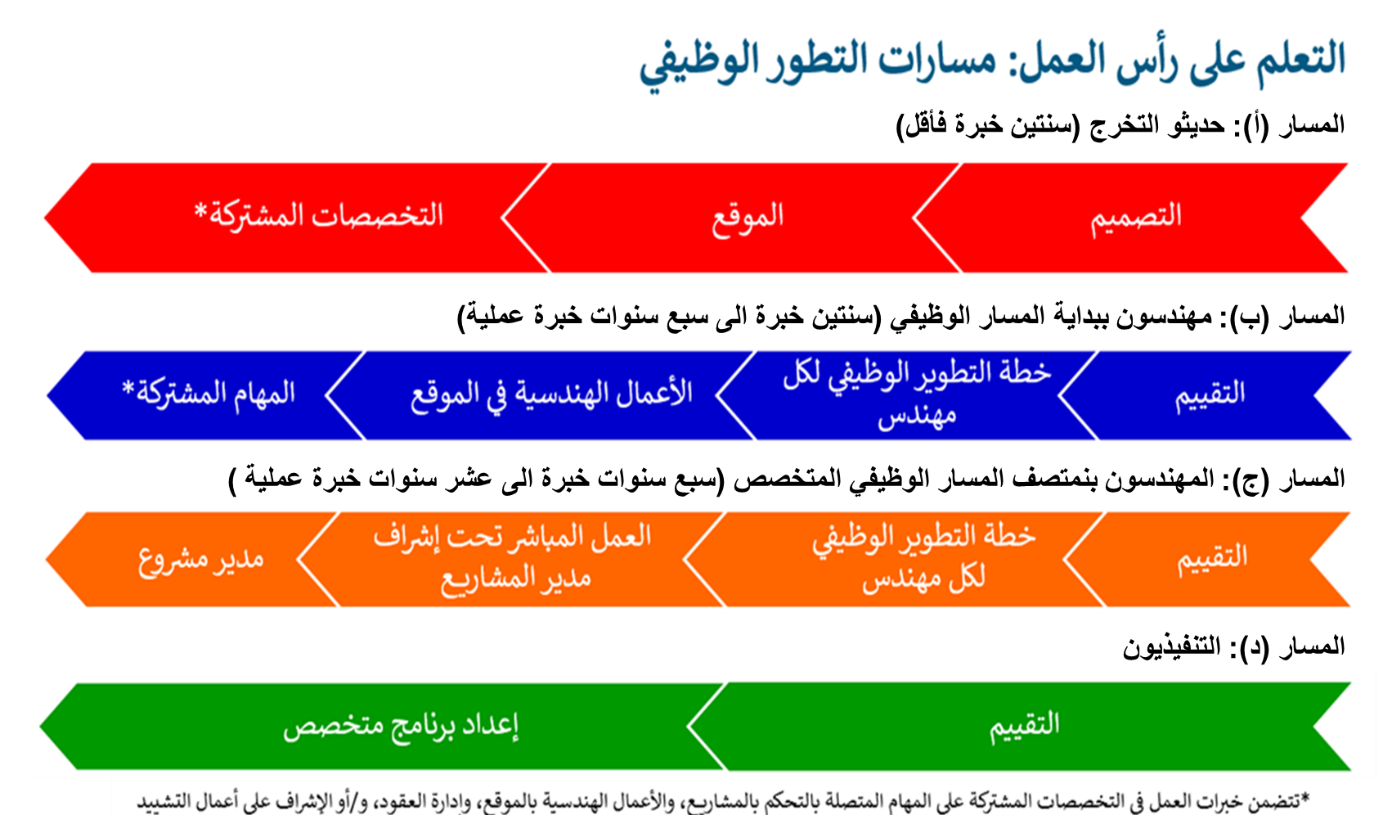 التعلم على رأس العمل: مسارات التطور الوظيفي
المسار (أ): حديثو التخرج (سنتين خبرة فأقل)
التصميم
الموقع
التخصصات المشتركة*
المسار (ب): مهندسون ببداية المسار الوظيفي (سنتين خبرة الى سبع سنوات خبرة عملية)
التقييم
خطة التطوير الوظيفي لكل
مهندس
الأعمال الهندسية في الموقع
المهام المشتركة*
المسار (ج): المهندسون بنمتصف المسار الوظيفي المتخصص (سبع سنوات خبرة الى عشر سنوات خبرة عملية )
التقييم
خطة التطوير الوظيفي
لكل مهندس
العمل المباشر تحت إشراف
مدير المشاريع
مدير مشروع
المسار (د): التنفيذيون
التقييم
إعداد برنامج متخصص
*تتضمن خبرات العمل في التخصصات المشتركة على المهام المتصلة بالتحكم بالمشاريع، والأعمال الهندسية بالموقع، وإدارة العقود، و/أو الإشراف على أعمال التشييد